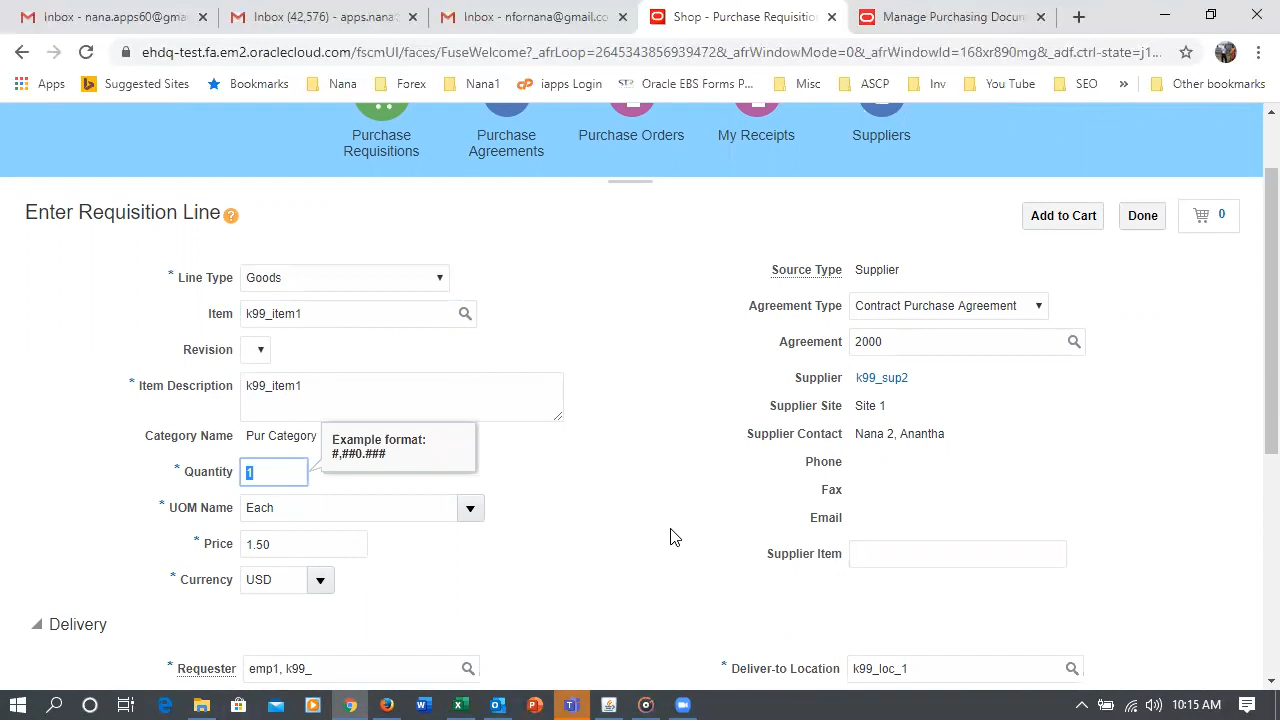 Inbox - nana.apps60@gma
Inbox (42,576) - apps.nana
Inbox - nfornana@gmail.co
Shop - Purchase Requisition
Manage Purchasing Docum
ehdq-test.fa.em2.oraclecloud.com/fscmUI/faces/FuseWelcome?_afrLoop=26453438569394728&_afrWindowMode=0&_afrWindowId=168xr890mg&_adf.ctrl-state=j1...
Apps
Suggested Sites
Bookmarks
Nana
Forex
Nana1
iapps Login
Oracle EBS Forms P...
Misc
ASCP
Inv
You Tube
SEO
»
Other bookmarks
Purchase Requisitions
Purchase Agreements
Purchase Orders
My Receipts
Suppliers
Enter Requisition Line ?
Add to Cart
Done
0
* Line Type Goods
Item k99_item1
Revision
* Item Description k99_item1
Category Name Pur Category
Example format:
#,##0.###
* Quantity 1
* UOM Name Each
* Price 1.50
* Currency USD
Source Type Supplier
Agreement Type Contract Purchase Agreement
Agreement 2000
Supplier k99_sup2
Supplier Site Site 1
Supplier Contact Nana 2, Anantha
Phone
Fax
Email
Supplier Item
Delivery
* Requester emp1, k99_
* Deliver-to Location k99_loc_1
10:15 AM